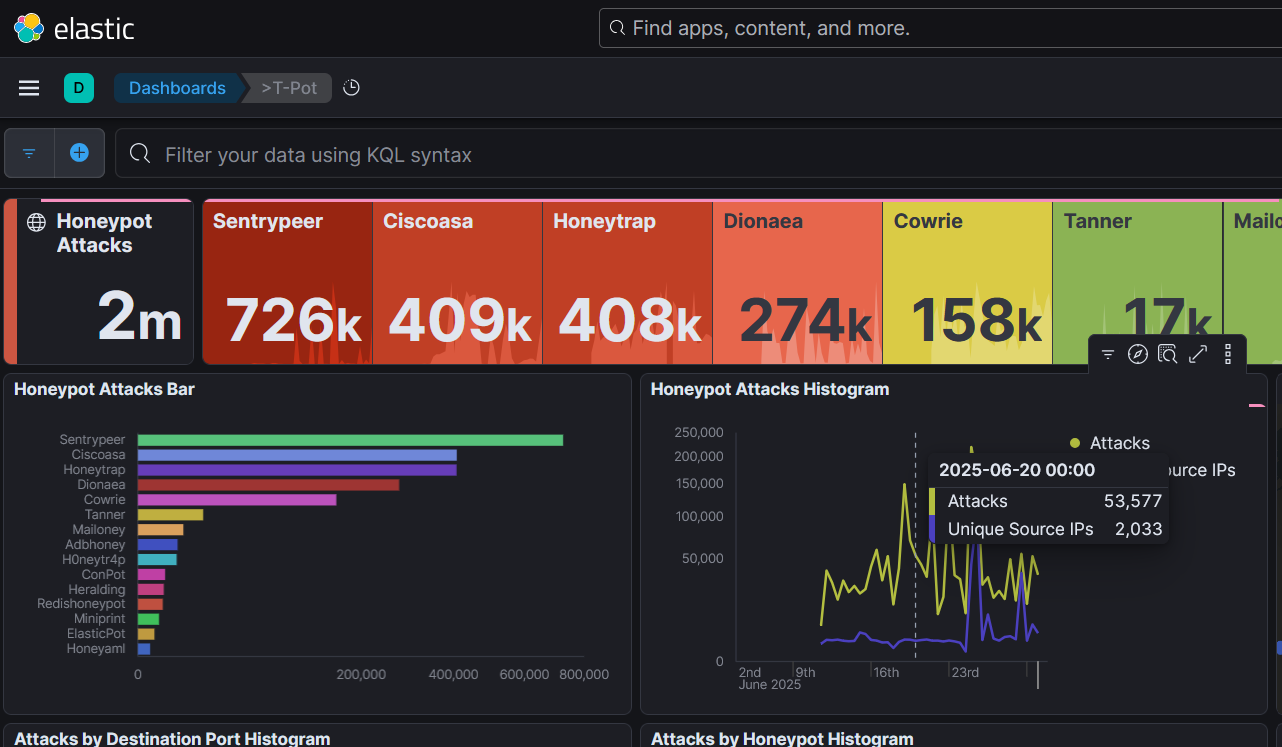 elastic
Find apps, content, and more.
D
Dashboards
>T-Pot
Filter your data using KQL syntax
Honeypot
Attacks
2m
Sentrypeer
726k
Ciscoasa
409k
Honeytrap
408k
Dionaea
274k
Cowrie
158k
Tanner
17k
Mailo
Honeypot Attacks Bar
Sentrypeer
Ciscoasa
Honeytrap
Dionaea
Cowrie
Tanner
Mailoney
Adbhoney
H0neytr4p
ConPot
Heralding
Redishoneypot
Miniprint
ElasticPot
Honeyaml
0 200,000 400,000 600,000 800,000
Honeypot Attacks Histogram
250,000
200,000
150,000
100,000
50,000
0
2nd 9th 16th 23rd
June 2025
Attacks
ource IPs
2025-06-20 00:00
Attacks 53,577
Unique Source IPs 2,033
Attacks by Destination Port Histogram
Attacks by Honeypot Histogram